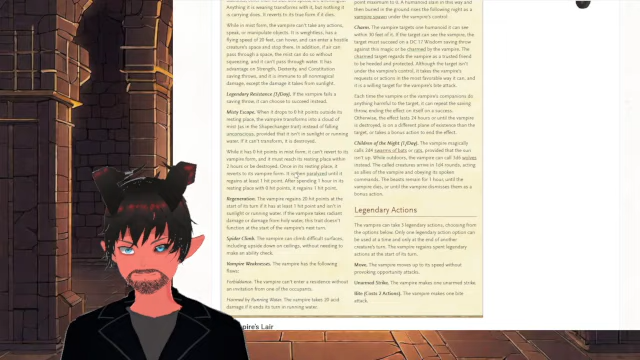 Anything it is wearing transforms with it, but nothing
it is carrying does. It reverts to its true form if it dies.
While in mist form, the vampire can't take any actions,
speak, or manipulate objects. It is weightless, has a
flying speed of 20 feet, can hover, and can enter a hostile
creature's space and stop there. In addition, if air can
pass through a space, the mist can do so without
squeezing, and it can't pass through water. It has
advantage on Strength, Dexterity, and Constitution
saving throws, and it is immune to all nonmagical
damage, except the damage it takes from sunlight.
Legendary Resistance (1/Day). If the vampire fails a
saving throw, it can choose to succeed instead.
Misty Escape. When it drops to 0 hit points outside its
resting place, the vampire transforms into a cloud of
mist (as in the Shapechanger trait) instead of falling
unconscious, provided that it isn't in sunlight or running
water. If it can't transform, it is destroyed.
While it has 0 hit points in mist form, it can't revert to its
vampire form, and it must reach its resting place within
2 hours or be destroyed. Once in its resting place, it
reverts to its vampire form. It is then paralyzed until it
regains at least 1 hit point. After spending 1 hour in its
resting place with 0 hit points, it regains 1 hit point.
Regeneration. The vampire regains 20 hit points at
the start of its turn if it has at least 1 hit point and isn't in
sunlight or running water. If the vampire takes radiant
damage or damage from holy water, this trait doesn't
function at the start of the vampire's next turn.
Spider Climb. The vampire can climb difficult surfaces,
including upside down on ceilings, without needing to
make an ability check.
Vampire Weaknesses. The vampire has the following
flaws:
Forbiddance. The vampire can't enter a residence without
an invitation from one of the occupants.
Harmed by Running Water. The vampire takes 20 acid
damage if it ends its turn in running water.
mpire's Lair
point maximum to 0. A humanoid slain in this way and
then buried in the ground rises the following night as a
vampire spawn under the vampire's control.
Charm. The vampire targets one humanoid it can see
within 30 feet of it. If the target can see the vampire, the
target must succeed on a DC 17 Wisdom saving throw
against this magic or be charmed by the vampire. The
charmed target regards the vampire as a trusted friend
to be heeded and protected. Although the target isn't
under the vampire's control, it takes the vampire's
requests or actions in the most favorable way it can, and
it is a willing target for the vampire's bite attack.
Each time the vampire or the vampire's companions do
anything harmful to the target, it can repeat the saving
throw, ending the effect on itself on a success.
Otherwise, the effect lasts 24 hours or until the vampire
is destroyed, is on a different plane of existence than the
target, or takes a bonus action to end the effect.
Children of the Night (1/Day). The vampire magically
calls 2d4 swarms of bats or rats, provided that the sun
isn't up. While outdoors, the vampire can call 3d6 wolves
instead. The called creatures arrive in 1d4 rounds, acting
as allies of the vampire and obeying its spoken
commands. The beasts remain for 1 hour, until the
vampire dies, or until the vampire dismisses them as a
bonus action.
Legendary Actions
The vampire can take 3 legendary actions, choosing from
the options below. Only one legendary action option can
be used at a time and only at the end of another
creature's turn. The vampire regains spent legendary
actions at the start of its turn.
Move. The vampire moves up to its speed without
provoking opportunity attacks.
Unarmed Strike. The vampire makes one unarmed strike.
Bite (Costs 2 Actions). The vampire makes one bite
attack.